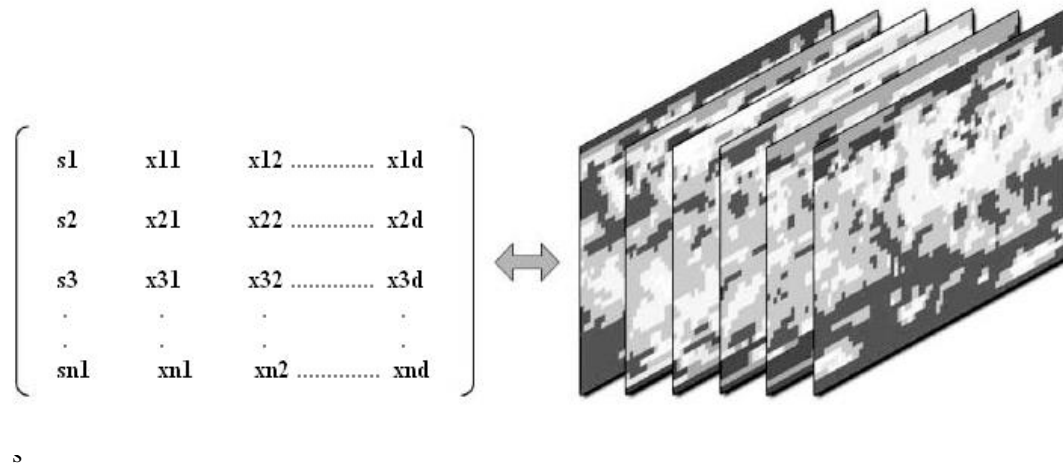 s1 x11 x12 .............. x1d
s2 x21 x22 .............. x2d
s3 x31 x32 .............. x3d
. . . .
. . . .
sn1 xn1 xn2 .............. xnd
s